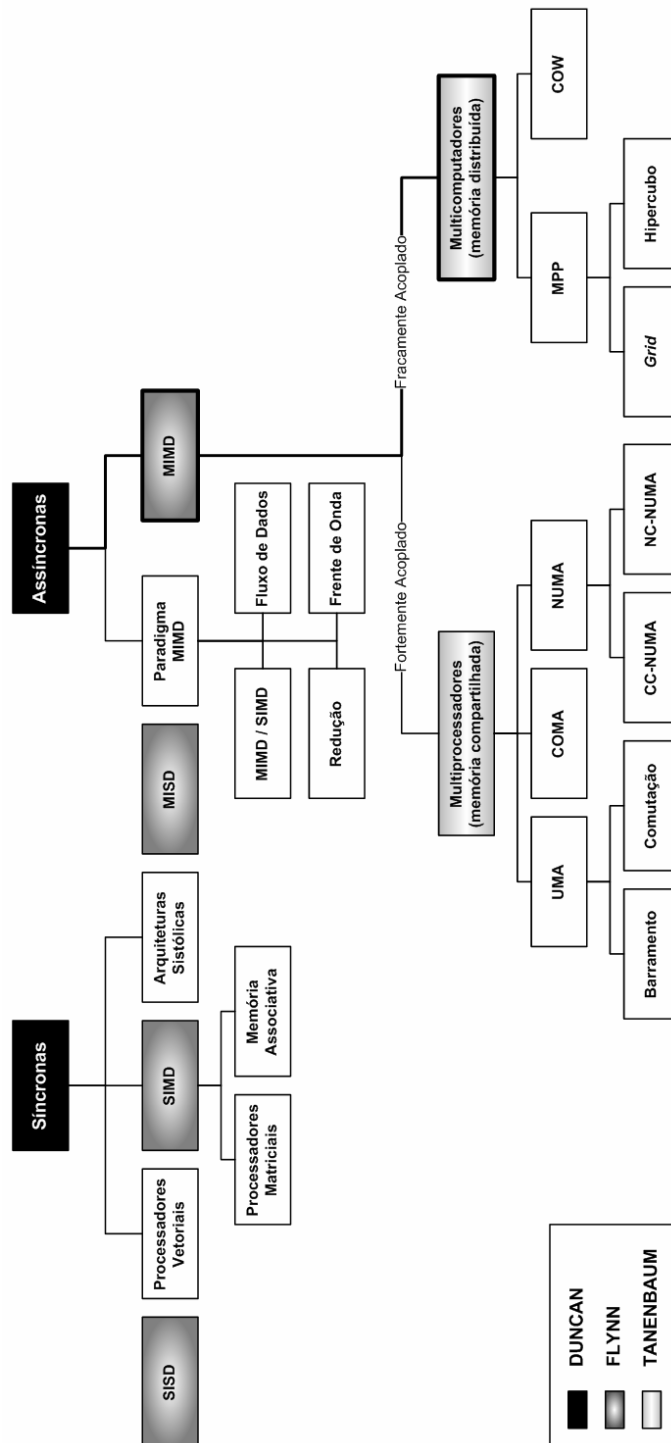 Síncronas
Assíncronas
SISD
Processadores
Vetoriais
SIMD
Arquiteturas
Sistólicas
MISD
Paradigma
MIMD
MIMD
Processadores
Matriciais
Memória
Associativa
MIMD / SIMD
Fluxo de Dados
Redução
Frente de Onda
Fortemente Acoplado
Fracamente Acoplado
Multiprocessadores
(memória compartilhada)
Multicomputadores
(memória distribuída)
UMA
COMA
NUMA
MPP
COW
Barramento
Comutação
CC-NUMA
NC-NUMA
Grid
Hipercubo
DUNCAN
FLYNN
TANENBAUM